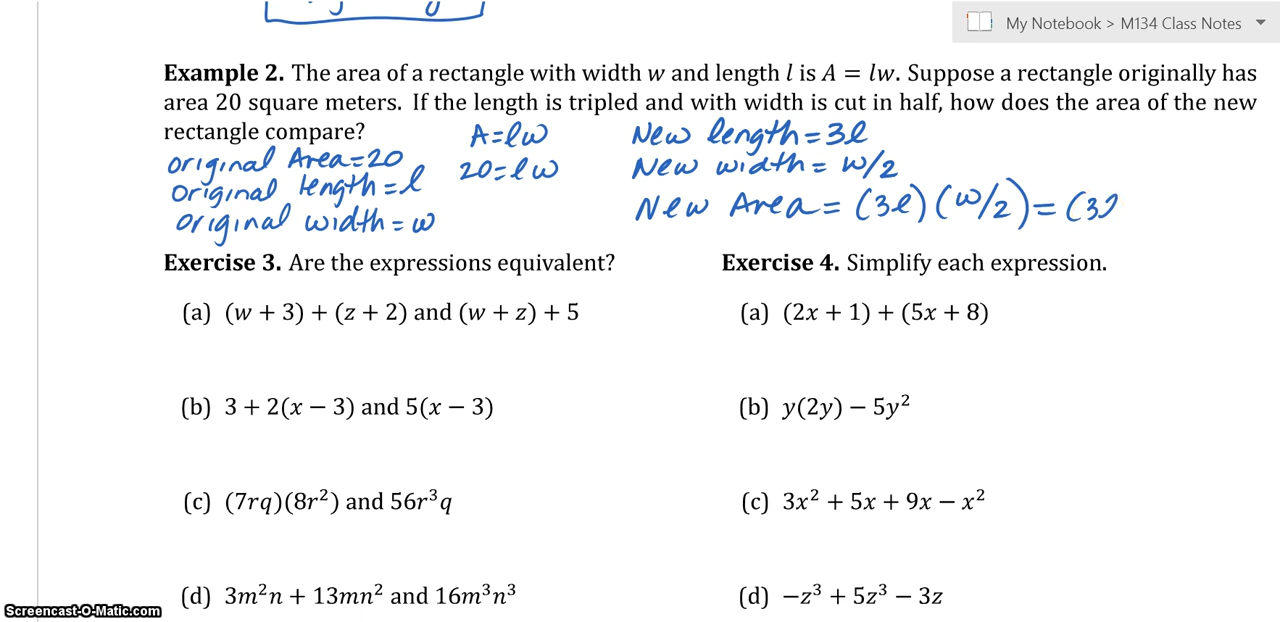 My Notebook > M134 Class Notes
Example 2. The area of a rectangle with width w and length l is A = lw. Suppose a rectangle originally has
area 20 square meters. If the length is tripled and with width is cut in half, how does the area of the new
rectangle compare?
A=lw
New length=3l
original Area=20
20=lw
New width= w/2
original length=l
New Area= (3l)(w/2)= (3
original width=w
Exercise 3. Are the expressions equivalent?
Exercise 4. Simplify each expression.
(a) (w + 3) + (z + 2) and (w + z) + 5
(a) (2x + 1) + (5x + 8)
(b) 3 + 2(x − 3) and 5(x − 3)
(b) y(2y) − 5y²
(c) (7rq)(8r²) and 56r³q
(c) 3x² + 5x + 9x − x²
(d) 3m²n + 13mn² and 16m³n³
(d) −z³ + 5z³ − 3z
Screencast-O-Matic.com